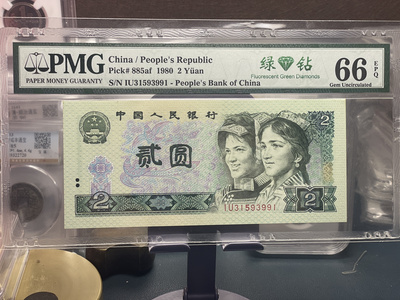 PMG
PAPER MONEY GUARANTY
China / People's Republic
Pick# 885af 1980 2 Yüan
S/N IU31593991 - People's Bank of China
绿 钻
Fluorescent Green Diamonds
66 EPQ
Gem Uncirculated
中国人民银行
贰圆
2
2
2
IU31593991